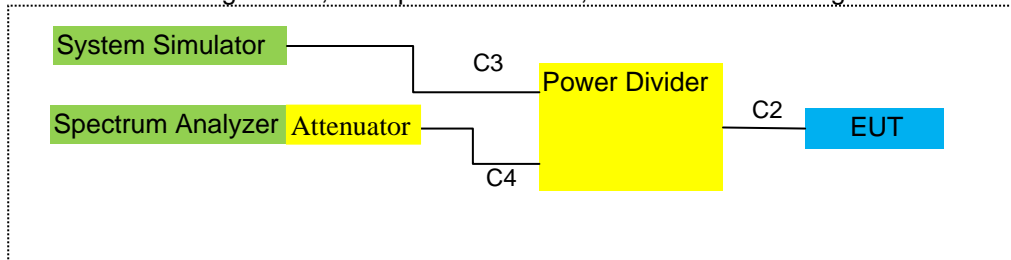 System Simulator
C3
Power Divider
C2
EUT
Spectrum Analyzer Attenuator
C4